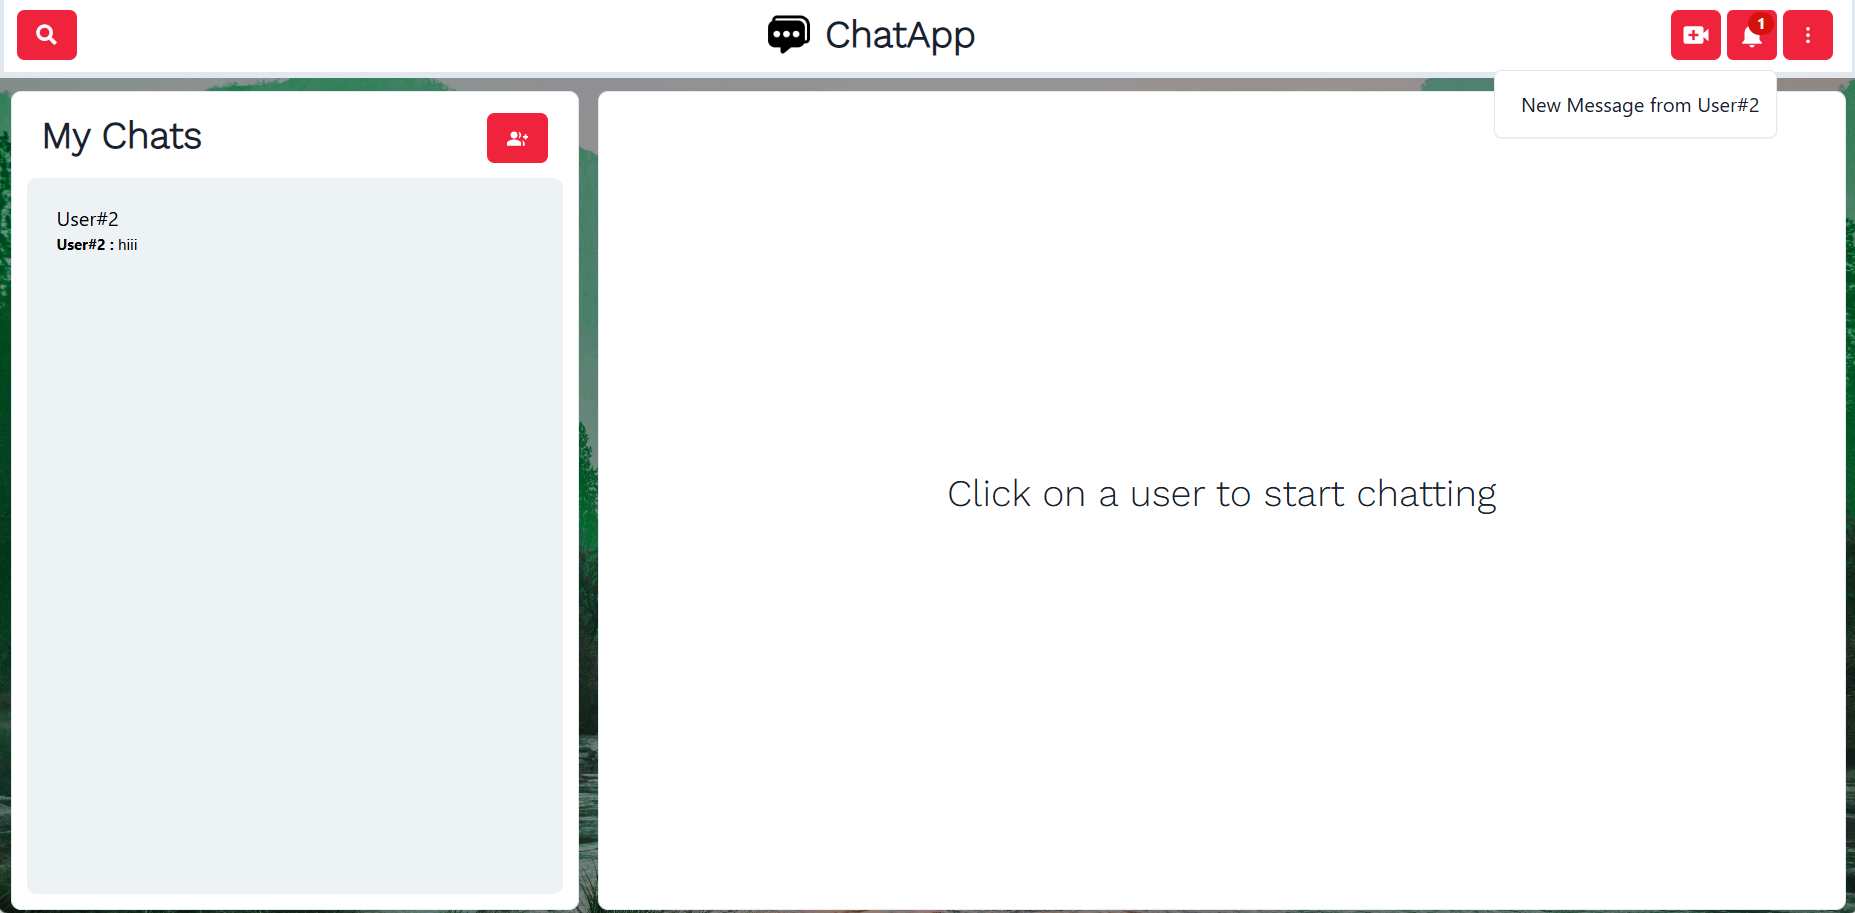 ChatApp
1
New Message from User#2
My Chats
User#2
User#2 : hiii
Click on a user to start chatting